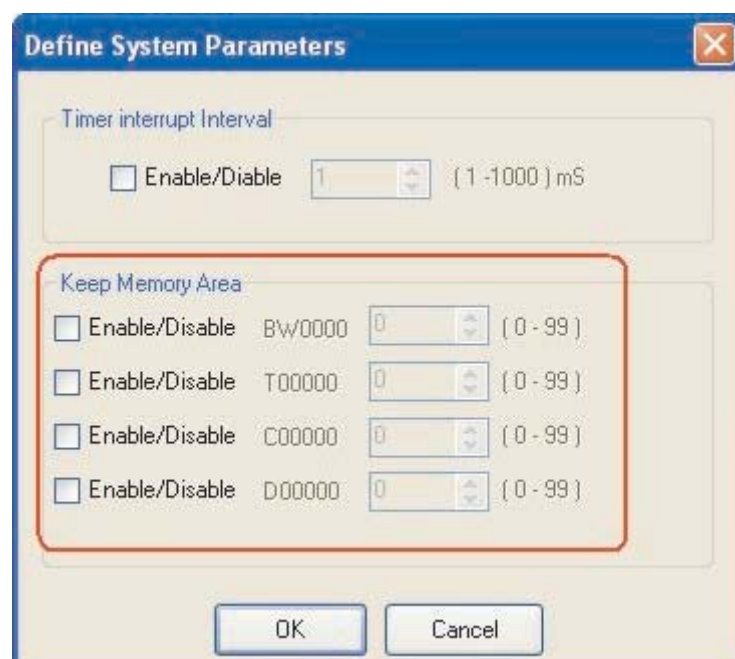 Define System Parameters
Timer interrupt Interval
Enable/Diable 1 ( 1 -1000 ) mS
Keep Memory Area
Enable/Disable BW0000 0 ( 0 - 99 )
Enable/Disable T00000 0 ( 0 - 99 )
Enable/Disable C00000 0 ( 0 - 99 )
Enable/Disable D00000 0 ( 0 - 99 )
OK Cancel